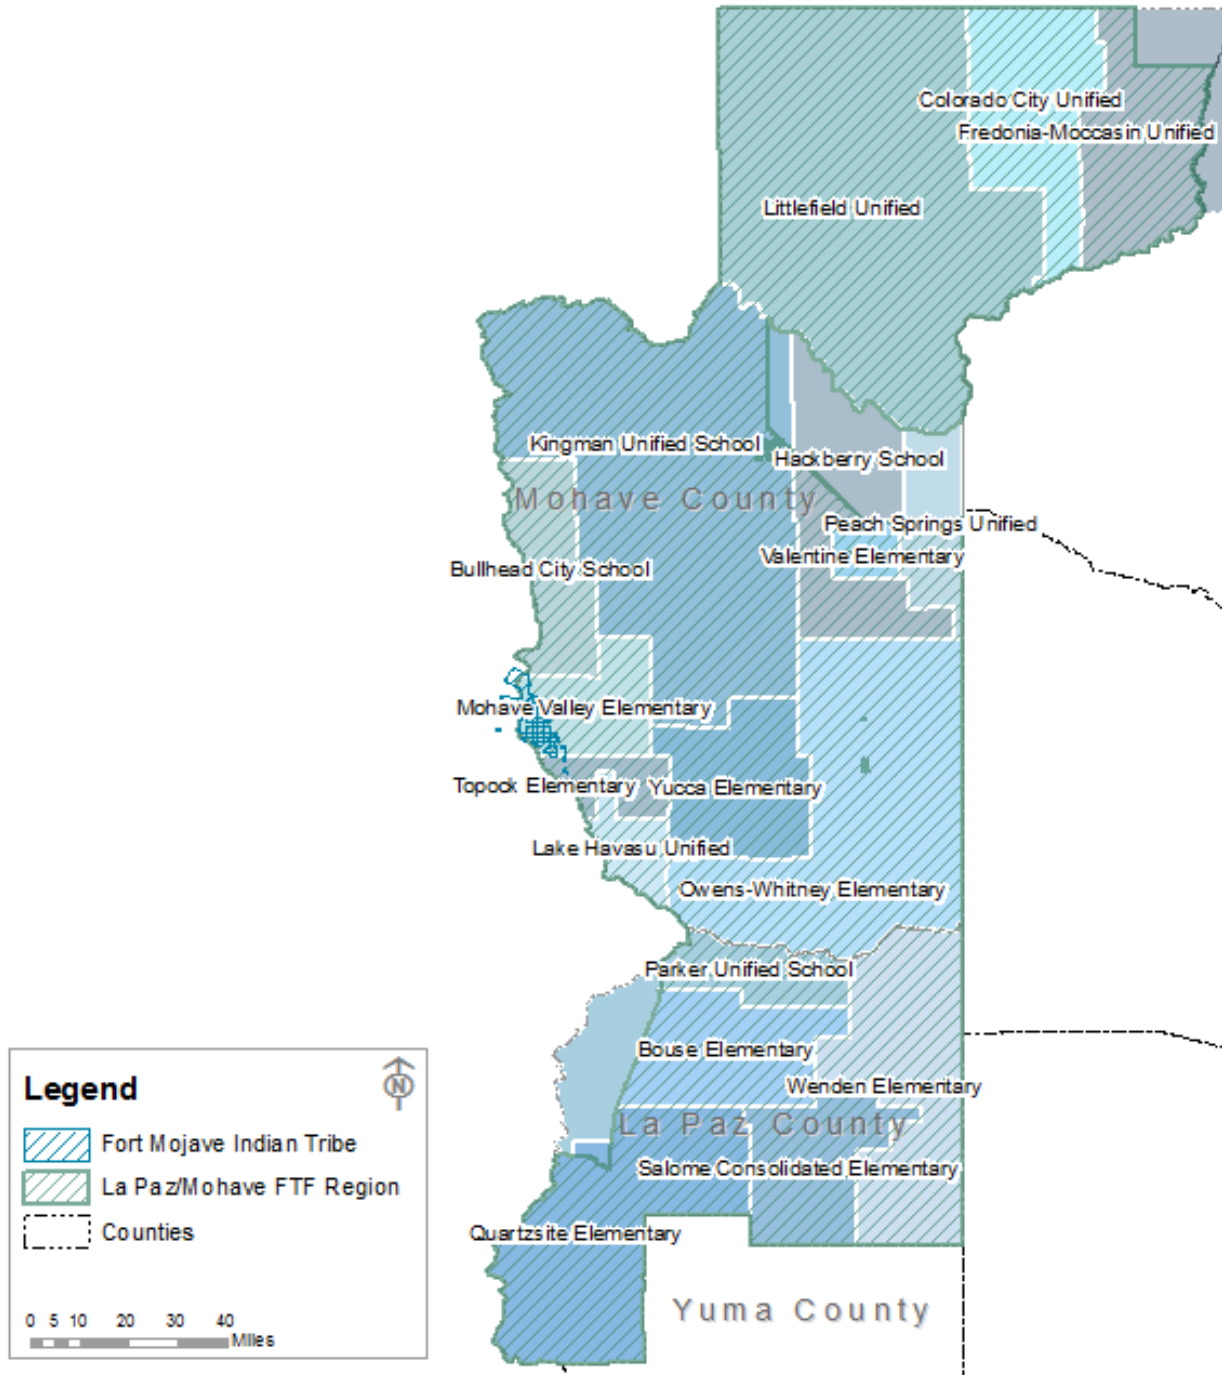 Colorado City Unified
Fredonia-Moccasin Unified
Littlefield Unified
Kingman Unified School
Hackberry School
Mohave County
Peach Springs Unified
Valentine Elementary
Bullhead City School
Mohave Valley Elementary
Topock Elementary
Yucca Elementary
Lake Havasu Unified
Owens-Whitney Elementary
Parker Unified School
Bouse Elementary
Wenden Elementary
La Paz County
Salome Consolidated Elementary
Quartzsite Elementary
Yuma County
Legend
N
Fort Mojave Indian Tribe
La Paz/Mohave FTF Region
Counties
0 5 10 20 30 40
Miles